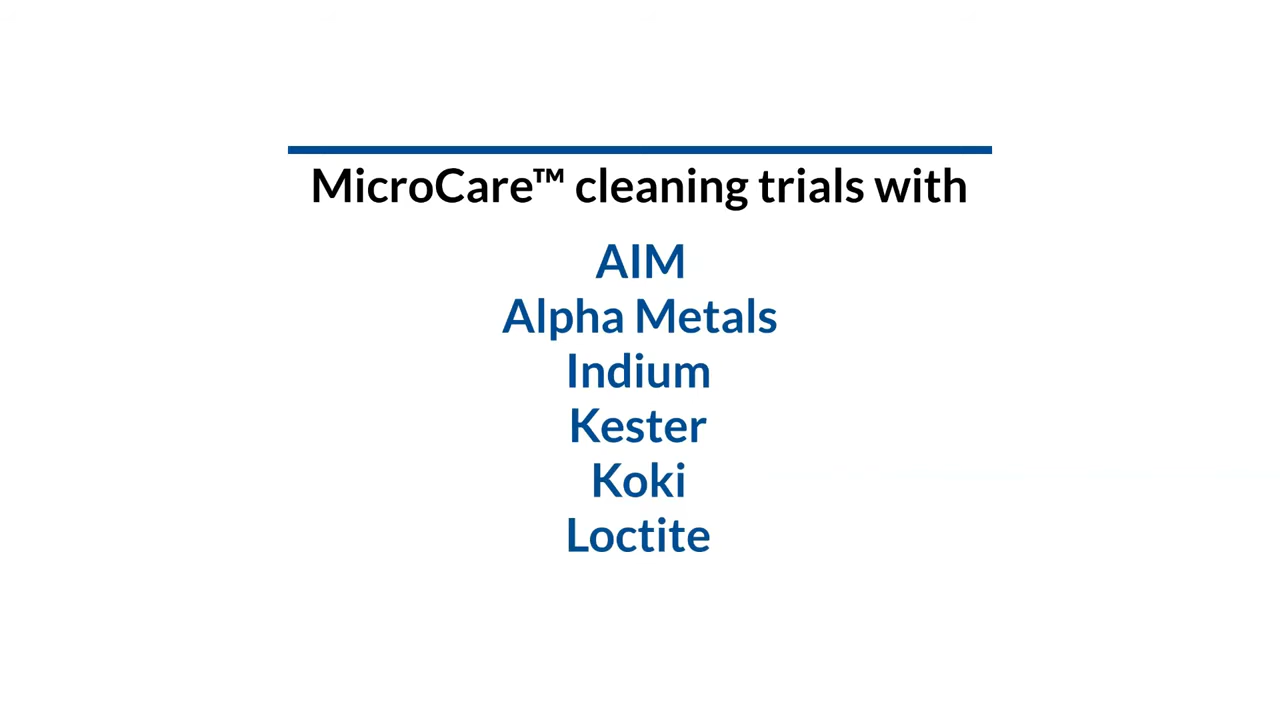 MicroCare™ cleaning trials with
AIM
Alpha Metals
Indium
Kester
Koki
Loctite